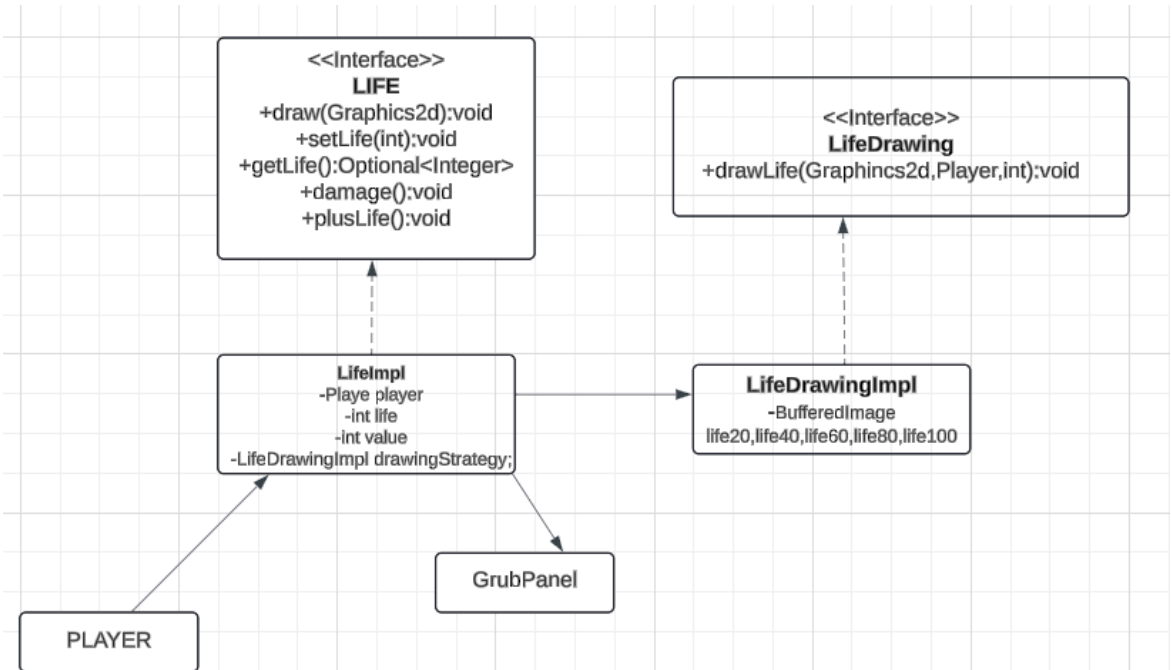 <<Interface>>
LIFE
+draw(Graphics2d):void
+setLife(int):void
+getLife():Optional<Integer>
+damage():void
+plusLife():void
<<Interface>>
LifeDrawing
+drawLife(Graphincs2d,Player,int):void
LifeImpl
-Playe player
-int life
-int value
-LifeDrawingImpl drawingStrategy;
LifeDrawingImpl
-BufferedImage
life20,life40,life60,life80,life100
GrubPanel
PLAYER